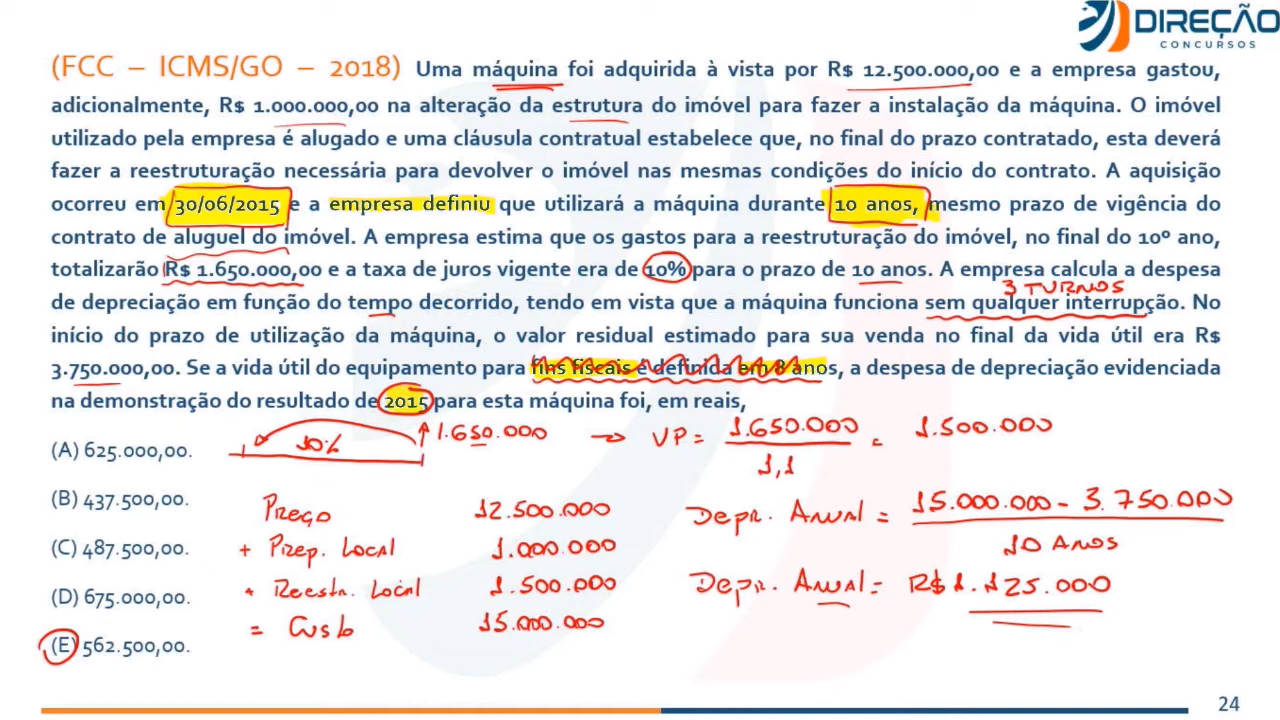 DIREÇÃO
CONCURSOS
(FCC – ICMS/GO – 2018) Uma máquina foi adquirida à vista por R$ 12.500.000,00 e a empresa gastou,
adicionalmente, R$ 1.000.000,00 na alteração da estrutura do imóvel para fazer a instalação da máquina. O imóvel
utilizado pela empresa é alugado e uma cláusula contratual estabelece que, no final do prazo contratado, esta deverá
fazer a reestruturação necessária para devolver o imóvel nas mesmas condições do início do contrato. A aquisição
ocorreu em 30/06/2015 e a empresa definiu que utilizará a máquina durante 10 anos, mesmo prazo de vigência do
contrato de aluguel do imóvel. A empresa estima que os gastos para a reestruturação do imóvel, no final do 10º ano,
totalizarão R$ 1.650.000,00 e a taxa de juros vigente era de 10% para o prazo de 10 anos. A empresa calcula a despesa
3 TURNOS
de depreciação em função do tempo decorrido, tendo em vista que a máquina funciona sem qualquer interrupção. No
início do prazo de utilização da máquina, o valor residual estimado para sua venda no final da vida útil era R$
3.750.000,00. Se a vida útil do equipamento para fins fiscais é definida em 8 anos, a despesa de depreciação evidenciada
na demonstração do resultado de 2015 para esta máquina foi, em reais,
(A) 625.000,00.
(B) 437.500,00.
(C) 487.500,00.
(D) 675.000,00.
(E) 562.500,00.
10% 1.650.000 → VP = 1.650.000 / 1,1 = 1.500.000
Preço 12.500.000
+ Prep. Local 1.000.000
+ Reestr. Local 1.500.000
= Custo 15.000.000
Depr. Anual = 15.000.000 - 3.750.000
10 Anos
Depr. Anual = R$ 1.125.000
24